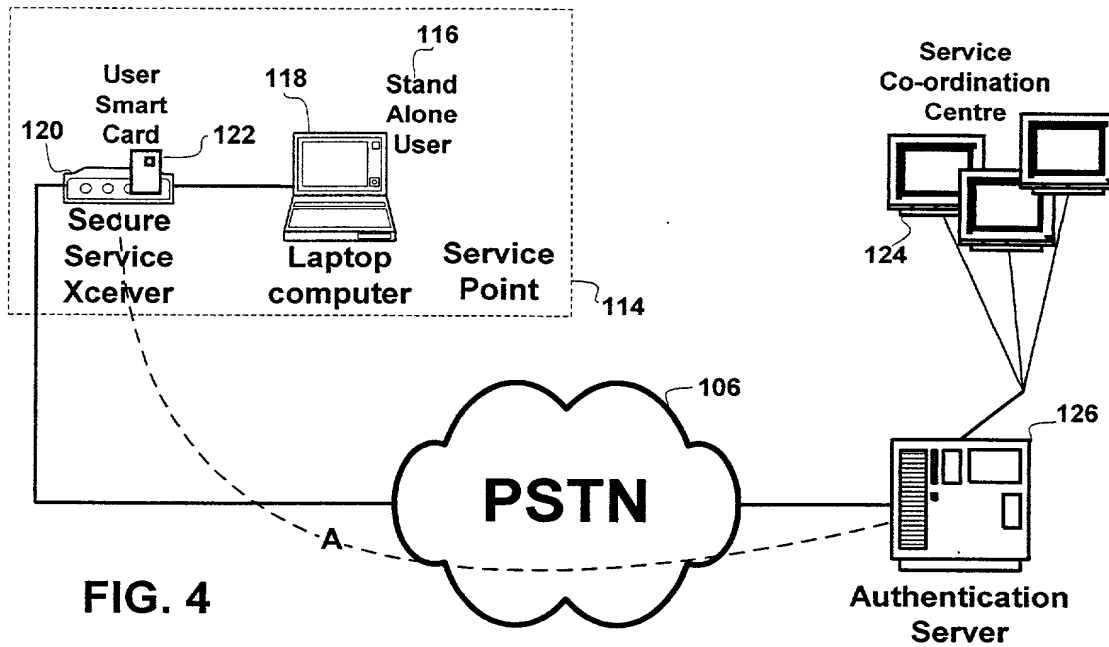 116
User
Smart
Card
118
Stand
Alone
User
120
122
Secure
Service
Xceiver
Laptop
computer
Service
Point
114
Service
Co-ordination
Centre
124
106
PSTN
126
A
Authentication
Server
FIG. 4